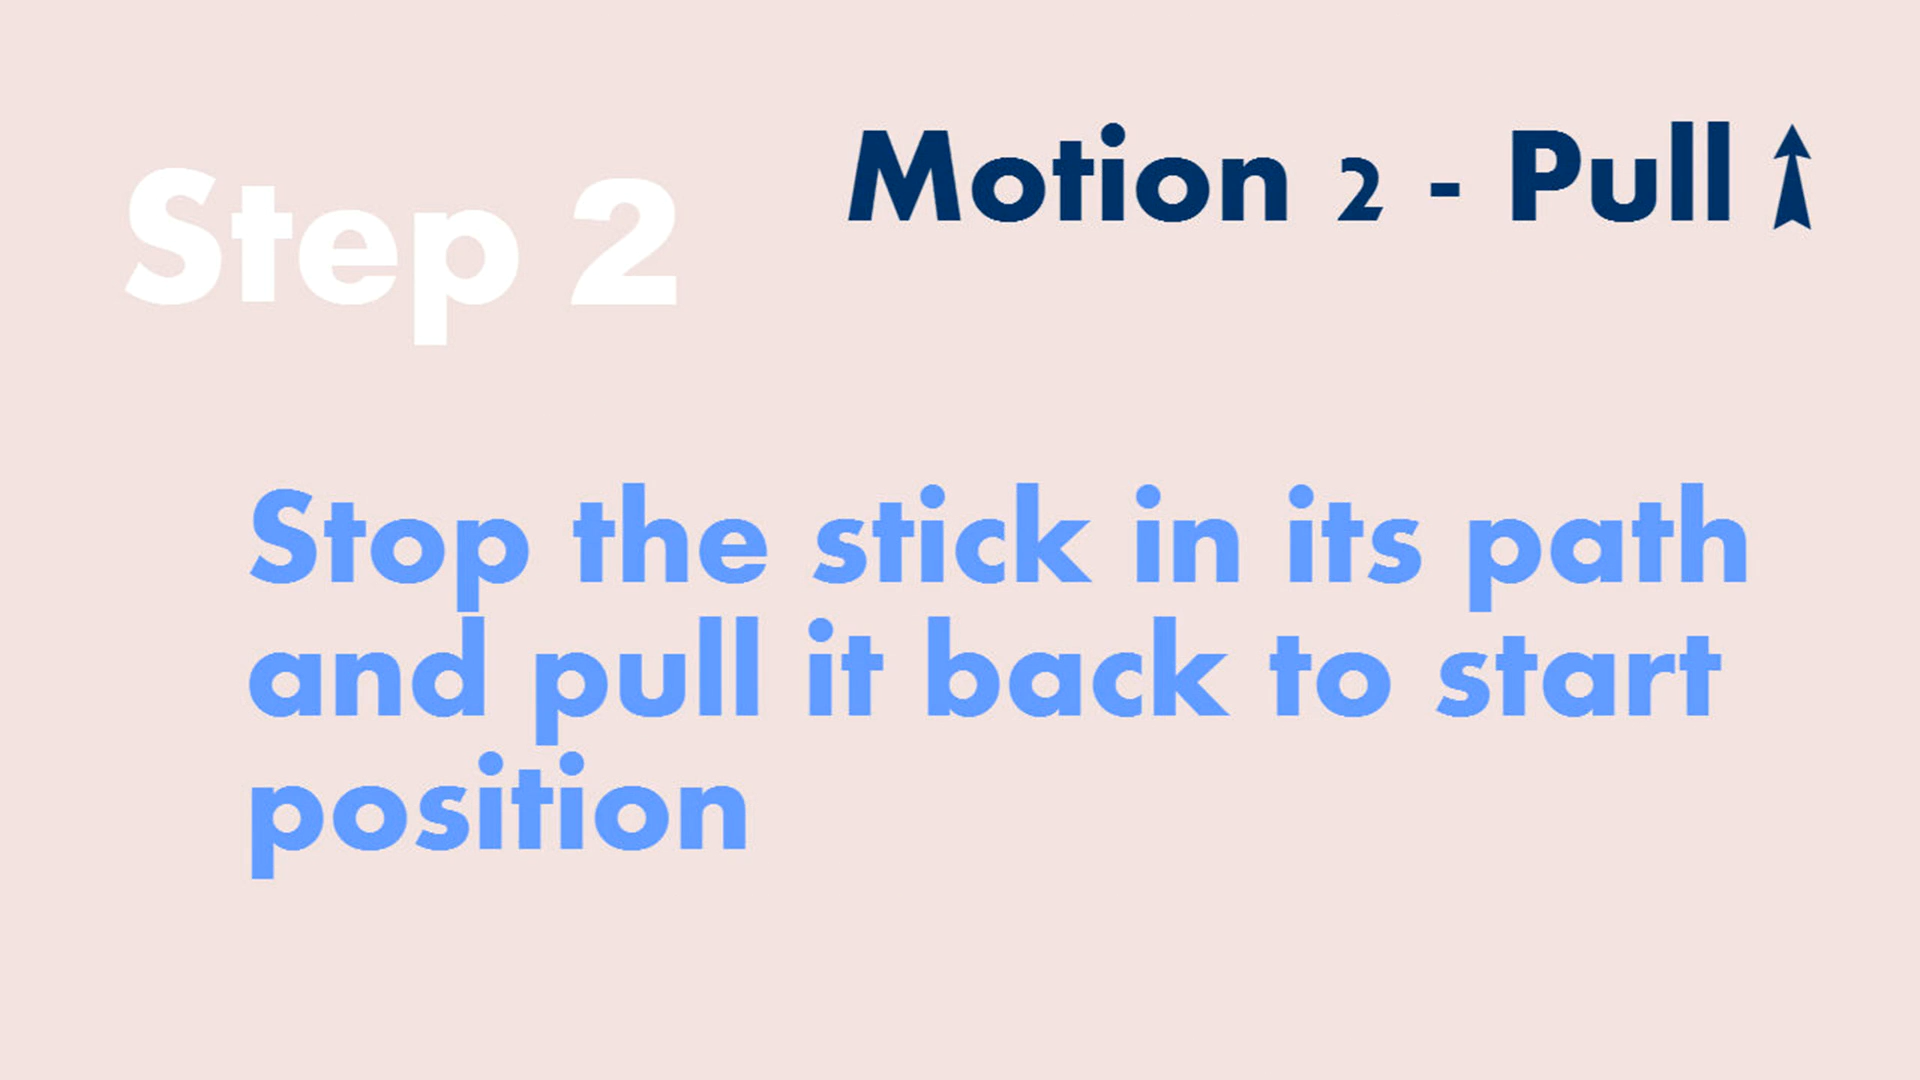 Step 2
Motion 2 - Pull
Stop the stick in its path
and pull it back to start
position